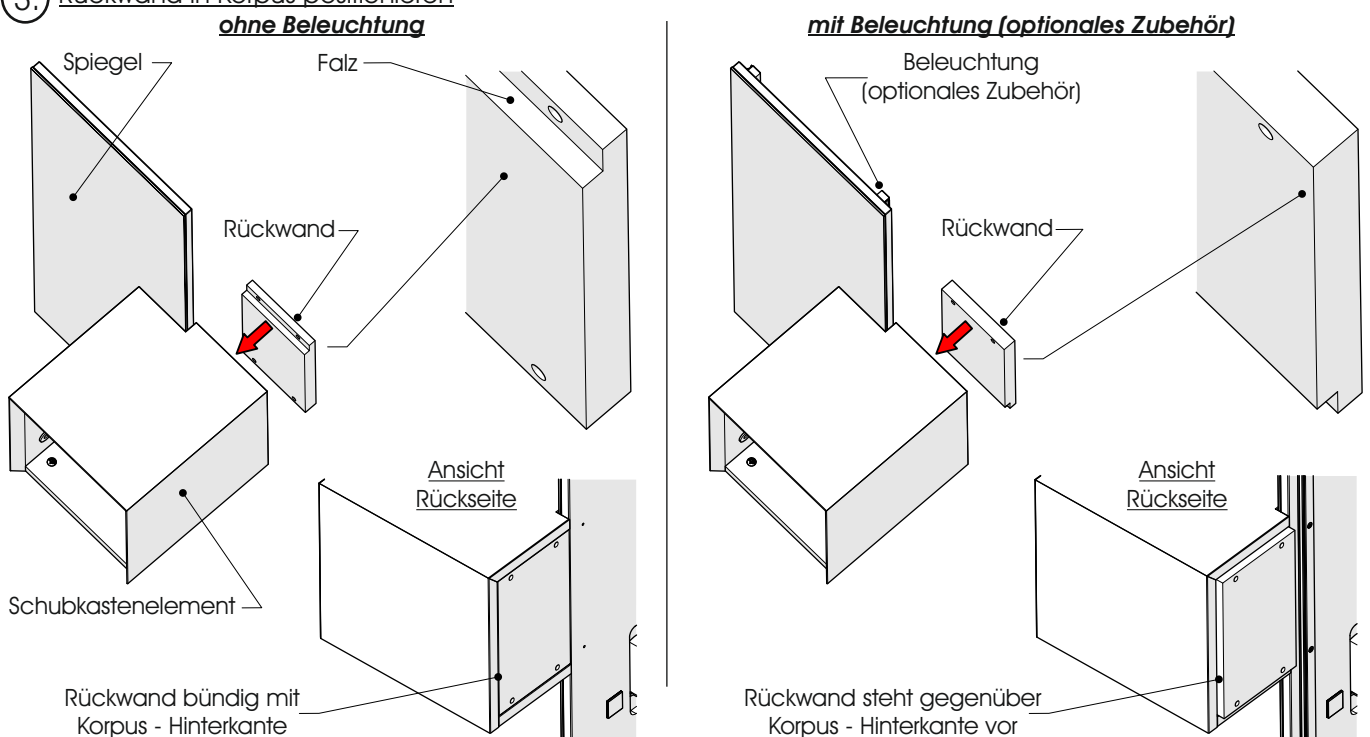 3. Rückwand in Korpus positionieren
ohne Beleuchtung
Spiegel
Falz
Rückwand
Schubkastenelement
Ansicht
Rückseite
Rückwand bündig mit
Korpus - Hinterkante
mit Beleuchtung (optionales Zubehör)
Beleuchtung
(optionales Zubehör)
Rückwand
Ansicht
Rückseite
Rückwand steht gegenüber
Korpus - Hinterkante vor